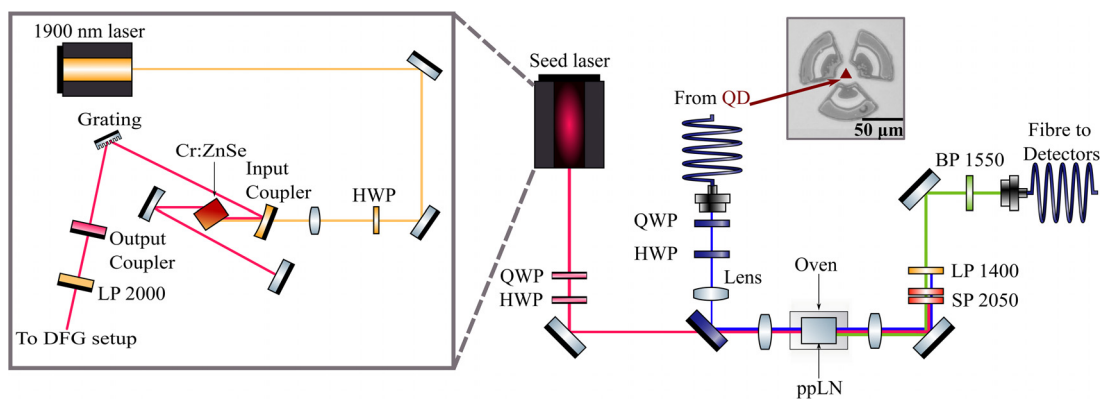 1900 nm laser
Grating
Cr:ZnSe
Input
Coupler
HWP
Output
Coupler
LP 2000
To DFG setup
Seed laser
QWP
HWP
From QD
QWP
HWP
Lens
Oven
ppLN
50 µm
BP 1550
Fibre to
Detectors
LP 1400
SP 2050